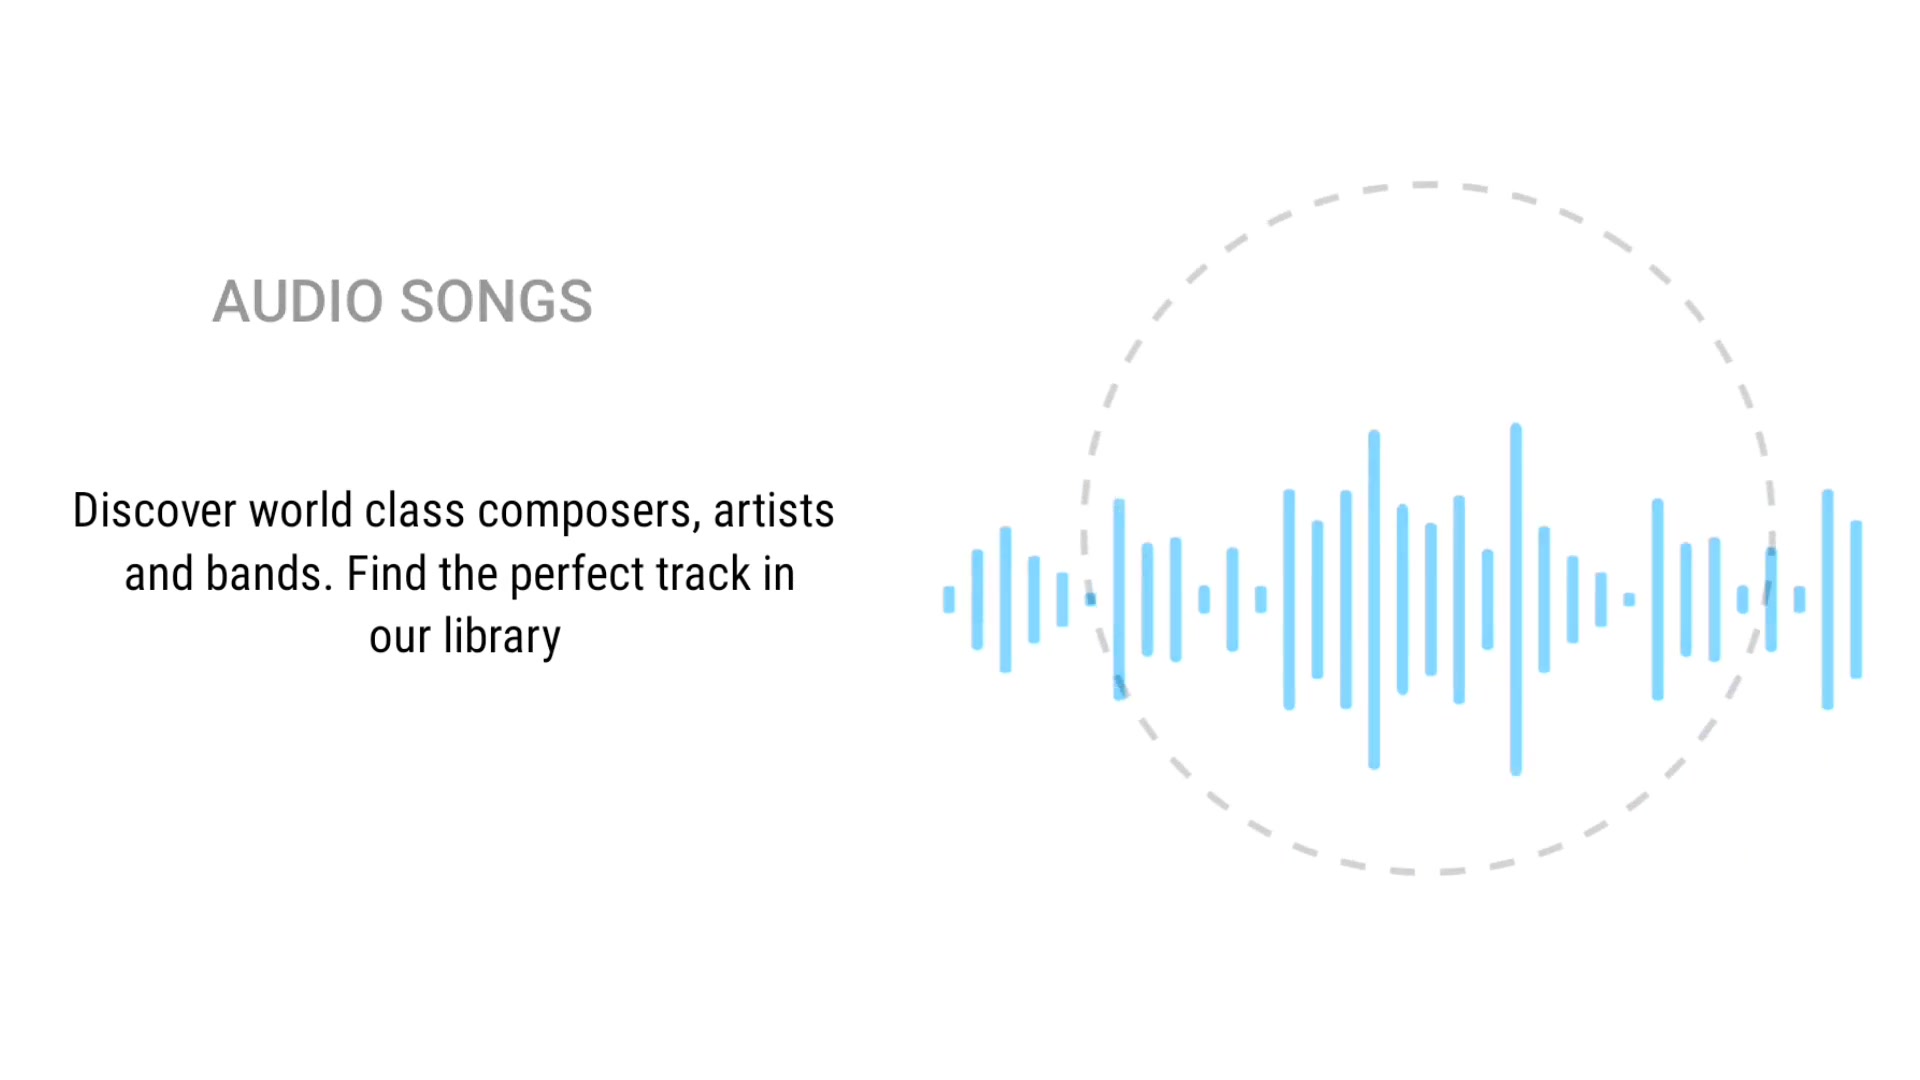 AUDIO SONGS
Discover world class composers, artists
and bands. Find the perfect track in
our library